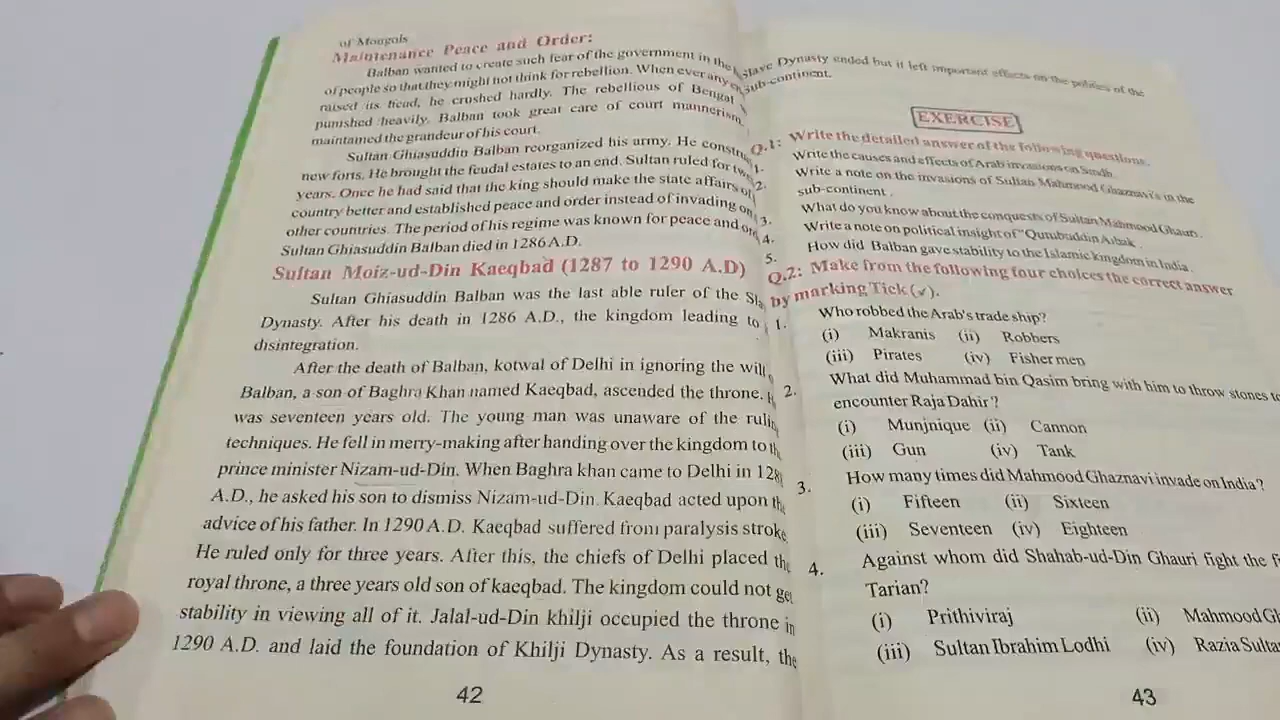 of Mongols
Maintenance Peace and Order:
Balban wanted to create such fear of the government in the
of people so that they might not think for rebellion. When ever any
raised its head, he crushed hardly. The rebellious of Bengal
punished heavily. Balban took great care of court mannerism,
maintained the grandeur of his court.
Sultan Ghiasuddin Balban reorganized his army. He constru
new forts. He brought the feudal estates to an end. Sultan ruled for
years. Once he had said that the king should make the state affairs of
country better and established peace and order instead of invading on
other countries. The period of his regime was known for peace and
Sultan Ghiasuddin Balban died in 1286 A.D.
Sultan Moiz-ud-Din Kaeqbad (1287 to 1290 A.D)
Sultan Ghiasuddin Balban was the last able ruler of the Sla
Dynasty. After his death in 1286 A.D., the kingdom leading to
disintegration.
After the death of Balban, kotwal of Delhi in ignoring the will
Balban, a son of Baghra Khan named Kaeqbad, ascended the throne.
was seventeen years old. The young man was unaware of the rulin
techniques. He fell in merry-making after handing over the kingdom to
prince minister Nizam-ud-Din. When Baghra khan came to Delhi in 128
A.D., he asked his son to dismiss Nizam-ud-Din. Kaeqbad acted upon the
advice of his father. In 1290 A.D. Kaeqbad suffered from paralysis stroke
He ruled only for three years. After this, the chiefs of Delhi placed the
royal throne, a three years old son of kaeqbad. The kingdom could not get
stability in viewing all of it. Jalal-ud-Din khilji occupied the throne in
1290 A.D. and laid the foundation of Khilji Dynasty. As a result, the
42
Slave Dynasty ended but it left important effects on the politics of the
Sub-continent.
EXERCISE
Q.1: Write the detailed answer of the following questions.
1. Write the causes and effects of Arab invasions on Sindh.
2. Write a note on the invasions of Sultan Mahmood Ghaznavi's in the
sub-continent.
3. What do you know about the conquests of Sultan Mahmood Ghauri.
4. Write a note on political insight of "Qutubuddin Aibak.
5. How did Balban gave stability to the Islamic kingdom in India.
Q.2: Make from the following four choices the correct answer
by marking Tick (✓).
1. Who robbed the Arab's trade ship?
(i) Makranis (ii) Robbers
(iii) Pirates (iv) Fisher men
2. What did Muhammad bin Qasim bring with him to throw stones to
encounter Raja Dahir?
(i) Munjnique (ii) Cannon
(iii) Gun (iv) Tank
3. How many times did Mahmood Ghaznavi invade on India?
(i) Fifteen (ii) Sixteen
(iii) Seventeen (iv) Eighteen
4. Against whom did Shahab-ud-Din Ghauri fight the
Tarian?
(i) Prithiviraj (ii) Mahmood Gh
(iii) Sultan Ibrahim Lodhi (iv) Razia Sulta
43